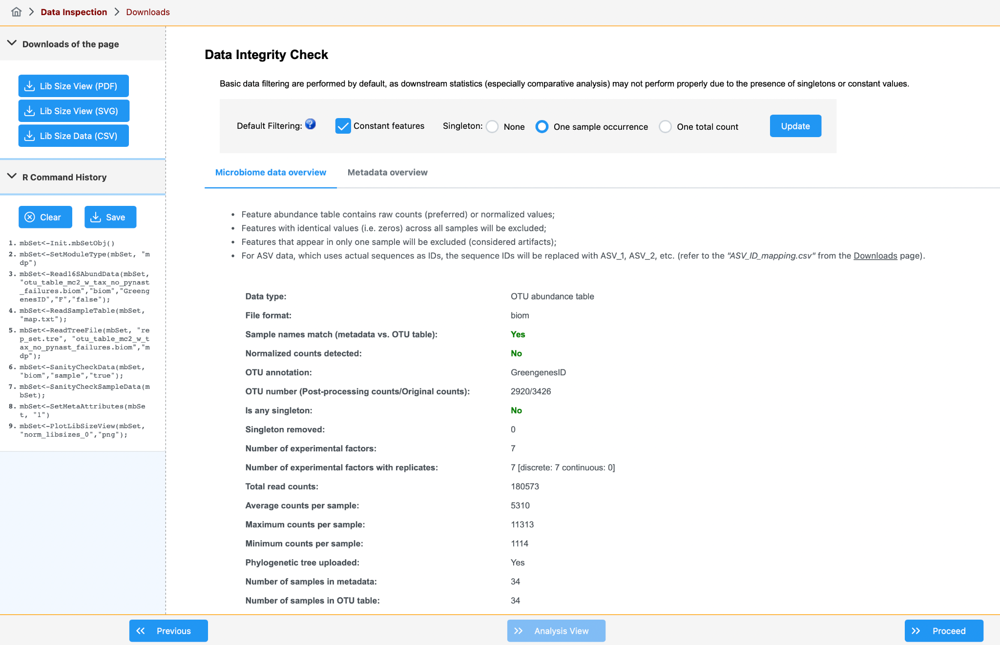 Data Inspection
Downloads
Downloads of the page
Lib Size View (PDF)
Lib Size View (SVG)
Lib Size Data (CSV)
R Command History
Clear
Save
1. mbSet<-Init.mbSetObj()
2. mbSet<-SetModuleType(mbSet, "m
dp")
3. mbSet<-Read16SAbundData(mbSet,
"otu_table_mc2_w_tax_no_pynast
_failures.biom","biom","Greeng
enesID","F","false");
4. mbSet<-ReadSampleTable(mbSet,
"map.txt");
5. mbSet<-ReadTreeFile(mbSet, "re
p_set.tre", "otu_table_mc2_w_t
ax_no_pynast_failures.biom","m
dp");
6. mbSet<-SanityCheckData(mbSet,
"biom","sample","true");
7. mbSet<-SanityCheckSampleData(m
bSet);
8. mbSet<-SetMetaAttributes(mbSe
t, "1")
9. mbSet<-PlotLibSizeView(mbSet,
"norm_libsizes_0","png");
Data Integrity Check
Basic data filtering are performed by default, as downstream statistics (especially comparative analysis) may not perform properly due to the presence of singletons or constant values.
Default Filtering: ? Constant features Singleton: None One sample occurrence One total count Update
Microbiome data overview Metadata overview
• Feature abundance table contains raw counts (preferred) or normalized values;
• Features with identical values (i.e. zeros) across all samples will be excluded;
• Features that appear in only one sample will be excluded (considered artifacts);
• For ASV data, which uses actual sequences as IDs, the sequence IDs will be replaced with ASV_1, ASV_2, etc. (refer to the "ASV_ID_mapping.csv" from the Downloads page).
Data type: OTU abundance table
File format: biom
Sample names match (metadata vs. OTU table): Yes
Normalized counts detected: No
OTU annotation: GreengenesID
OTU number (Post-processing counts/Original counts): 2920/3426
Is any singleton: No
Singleton removed: 0
Number of experimental factors: 7
Number of experimental factors with replicates: 7 [discrete: 7 continuous: 0]
Total read counts: 180573
Average counts per sample: 5310
Maximum counts per sample: 11313
Minimum counts per sample: 1114
Phylogenetic tree uploaded: Yes
Number of samples in metadata: 34
Number of samples in OTU table: 34
Previous
Analysis View
Proceed